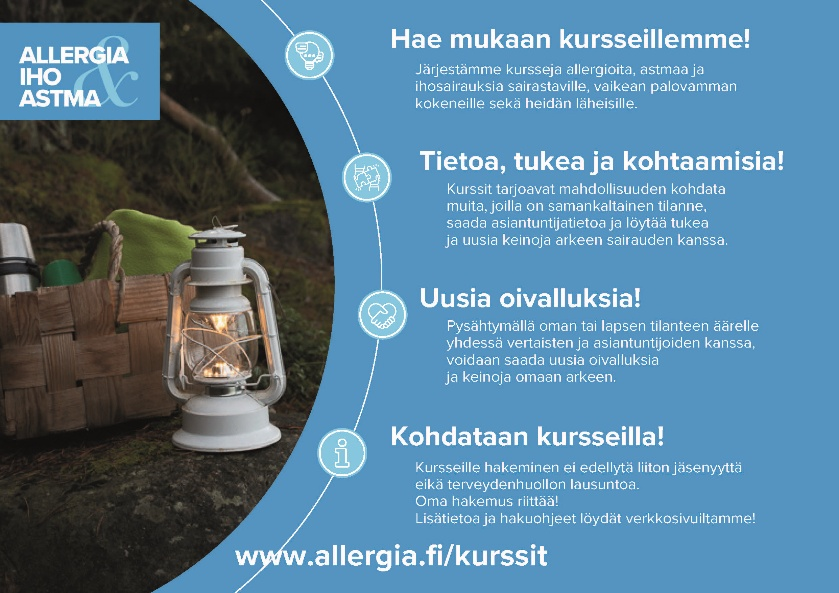 ALLERGIA
IHO &
ASTMA
Hae mukaan kursseillemme!
Järjestämme kursseja allergioita, astmaa ja
ihosairauksia sairastaville, vaikean palovamman
kokeneille sekä heidän läheisille.
Tietoa, tukea ja kohtaamisia!
Kurssit tarjoavat mahdollisuuden kohdata
muita, joilla on samankaltainen tilanne,
saada asiantuntijatietoa ja löytää tukea
ja uusia keinoja arkeen sairauden kanssa.
Uusia oivalluksia!
Pysähtymällä oman tai lapsen tilanteen äärelle
yhdessä vertaisten ja asiantuntijoiden kanssa,
voidaan saada uusia oivalluksia
ja keinoja omaan arkeen.
Kohdataan kursseilla!
Kursseille hakeminen ei edellytä liiton jäsenyyttä
eikä terveydenhuollon lausuntoa.
Oma hakemus riittää!
Lisätietoa ja hakuohjeet löydät verkkosivuiltamme!
www.allergia.fi/kurssit